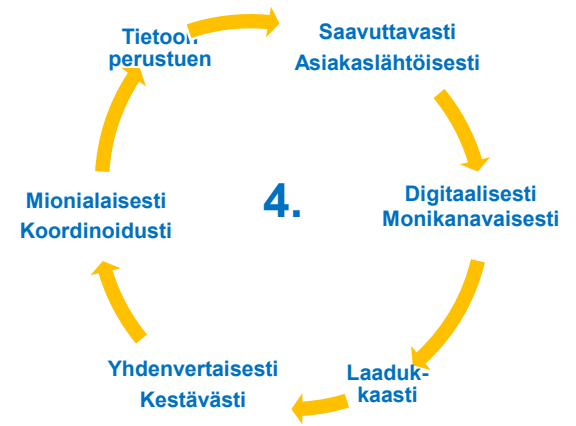 Tietoon
perustuen
Saavuttavasti
Asiakaslähtöisesti
Digitaalisesti
Monikanavaisesti
Laaduk-
kaasti
Yhdenvertaisesti
Kestävästi
Mionialaisesti
Koordinoidusti
4.